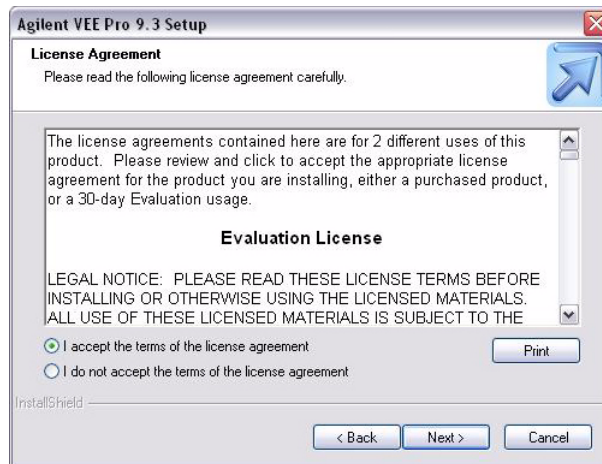 Agilent VEE Pro 9.3 Setup
License Agreement
Please read the following license agreement carefully.
The license agreements contained here are for 2 different uses of this
product.  Please review and click to accept the appropriate license
agreement for the product you are installing, either a purchased product,
or a 30-day Evaluation usage.
Evaluation License
LEGAL NOTICE:  PLEASE READ THESE LICENSE TERMS BEFORE
INSTALLING OR OTHERWISE USING THE LICENSED MATERIALS.
ALL USE OF THESE LICENSED MATERIALS IS SUBJECT TO THE
I accept the terms of the license agreement
Print
I do not accept the terms of the license agreement
InstallShield
< Back
Next >
Cancel